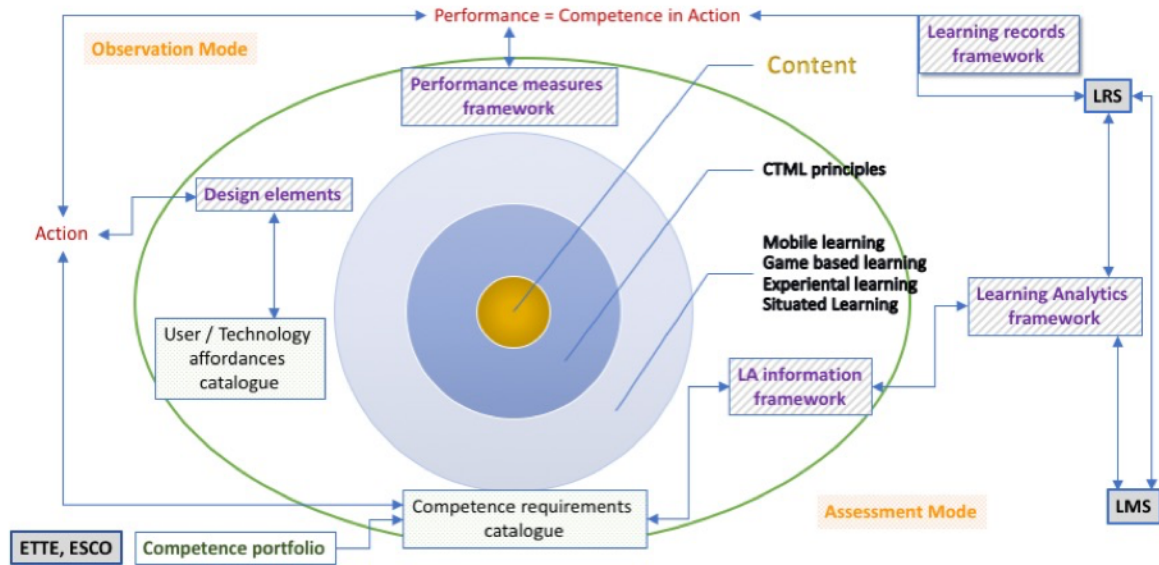 Performance = Competence in Action
Observation Mode
Learning records
framework
Content
Performance measures
framework
LRS
CTML principles
Design elements
Action
Mobile learning
Game based learning
Experiental learning
Situated Learning
Learning Analytics
framework
User / Technology
affordances
catalogue
LA information
framework
Competence requirements
catalogue
Assessment Mode
LMS
ETTE, ESCO
Competence portfolio